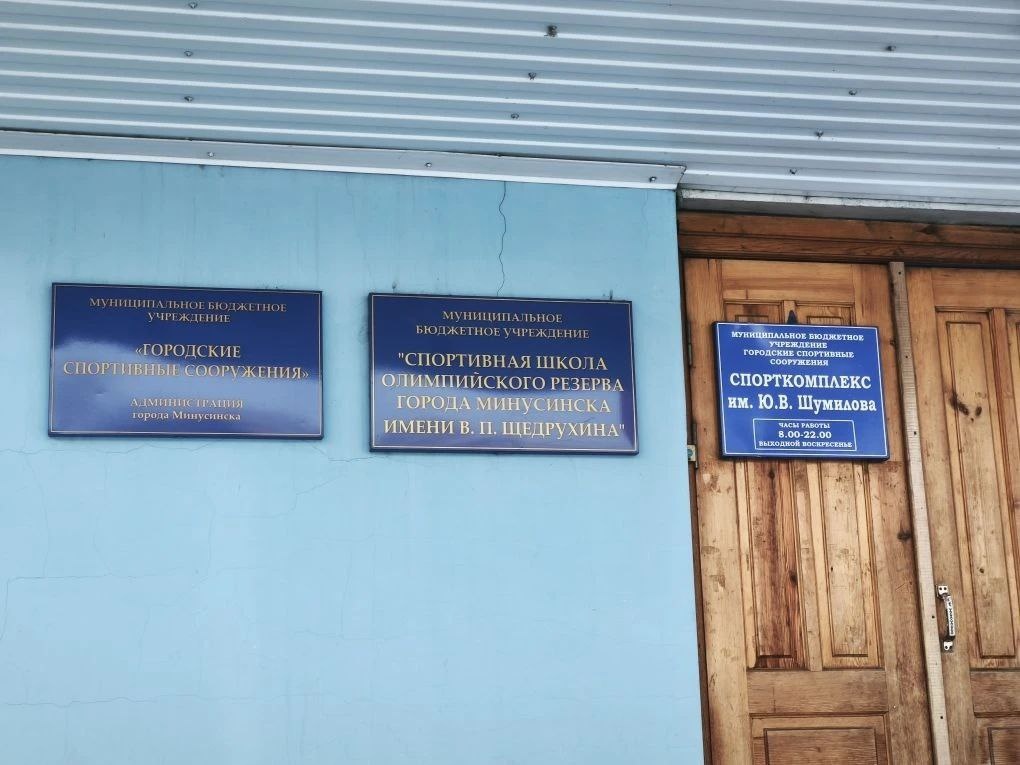 МУНИЦИПАЛЬНОЕ БЮДЖЕТНОЕ
УЧРЕЖДЕНИЕ
«ГОРОДСКИЕ
СПОРТИВНЫЕ СООРУЖЕНИЯ»
АДМИНИСТРАЦИЯ
города Минусинска
МУНИЦИПАЛЬНОЕ
БЮДЖЕТНОЕ УЧРЕЖДЕНИЕ
"СПОРТИВНАЯ ШКОЛА
ОЛИМПИЙСКОГО РЕЗЕРВА
ГОРОДА МИНУСИНСКА
ИМЕНИ В. П. ЩЕДРУХИНА"
МУНИЦИПАЛЬНОЕ БЮДЖЕТНОЕ
УЧРЕЖДЕНИЕ
ГОРОДСКИЕ СПОРТИВНЫЕ
СООРУЖЕНИЯ
СПОРТКОМПЛЕКС
им. Ю.В. Шумилова
ЧАСЫ РАБОТЫ
8.00-22.00
ВЫХОДНОЙ ВОСКРЕСЕНЬЕ